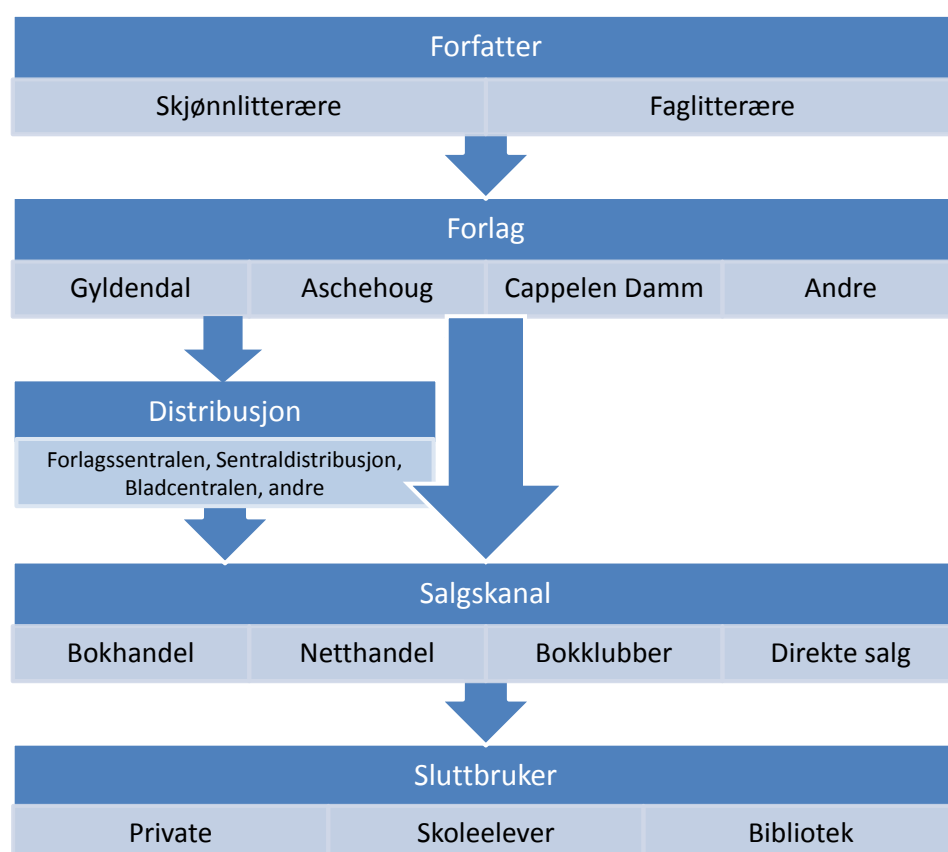 Forfatter
Skjønnlitterære Faglitterære
Forlag
Gyldendal Aschehoug Cappelen Damm Andre
Distribusjon
Forlagssentralen, Sentraldistribusjon,
Bladcentralen, andre
Salgskanal
Bokhandel Netthandel Bokklubber Direkte salg
Sluttbruker
Private Skoleelever Bibliotek